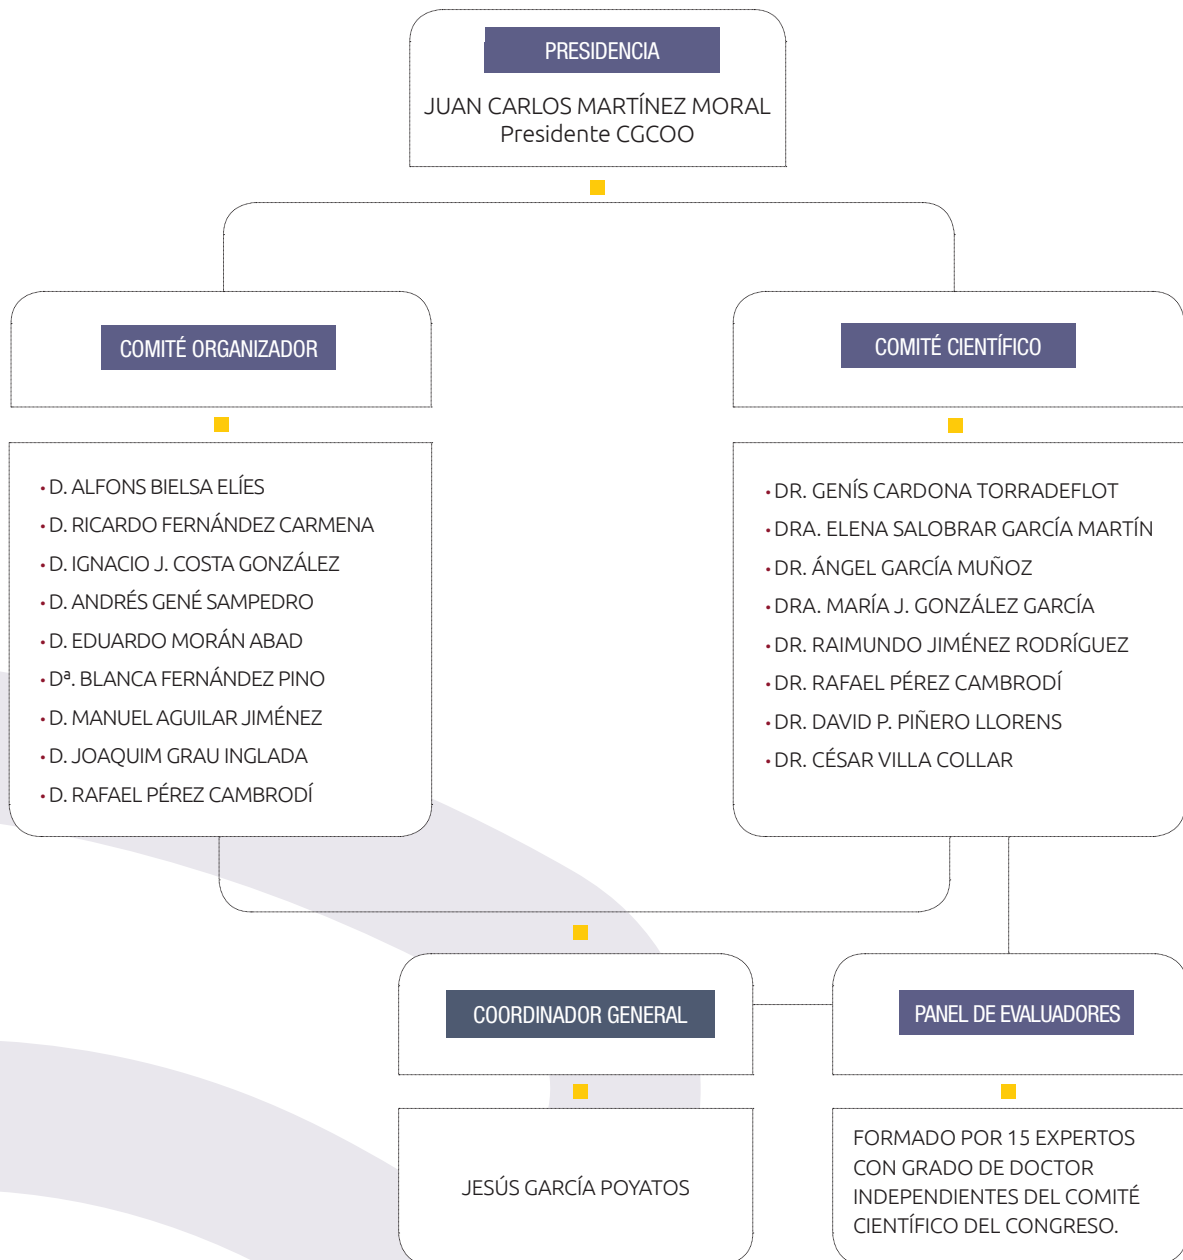 PRESIDENCIA
JUAN CARLOS MARTÍNEZ MORAL
Presidente CGCOO
COMITÉ ORGANIZADOR
• D. ALFONS BIELSA ELÍES
• D. RICARDO FERNÁNDEZ CARMENA
• D. IGNACIO J. COSTA GONZÁLEZ
• D. ANDRÉS GENÉ SAMPEDRO
• D. EDUARDO MORÁN ABAD
• Dª. BLANCA FERNÁNDEZ PINO
• D. MANUEL AGUILAR JIMÉNEZ
• D. JOAQUIM GRAU INGLADA
• D. RAFAEL PÉREZ CAMBRODÍ
COMITÉ CIENTÍFICO
• DR. GENÍS CARDONA TORRADEFLOT
• DRA. ELENA SALOBRAR GARCÍA MARTÍN
• DR. ÁNGEL GARCÍA MUÑOZ
• DRA. MARÍA J. GONZÁLEZ GARCÍA
• DR. RAIMUNDO JIMÉNEZ RODRÍGUEZ
• DR. RAFAEL PÉREZ CAMBRODÍ
• DR. DAVID P. PIÑERO LLORENS
• DR. CÉSAR VILLA COLLAR
COORDINADOR GENERAL
JESÚS GARCÍA POYATOS
PANEL DE EVALUADORES
FORMADO POR 15 EXPERTOS
CON GRADO DE DOCTOR
INDEPENDIENTES DEL COMITÉ
CIENTÍFICO DEL CONGRESO.